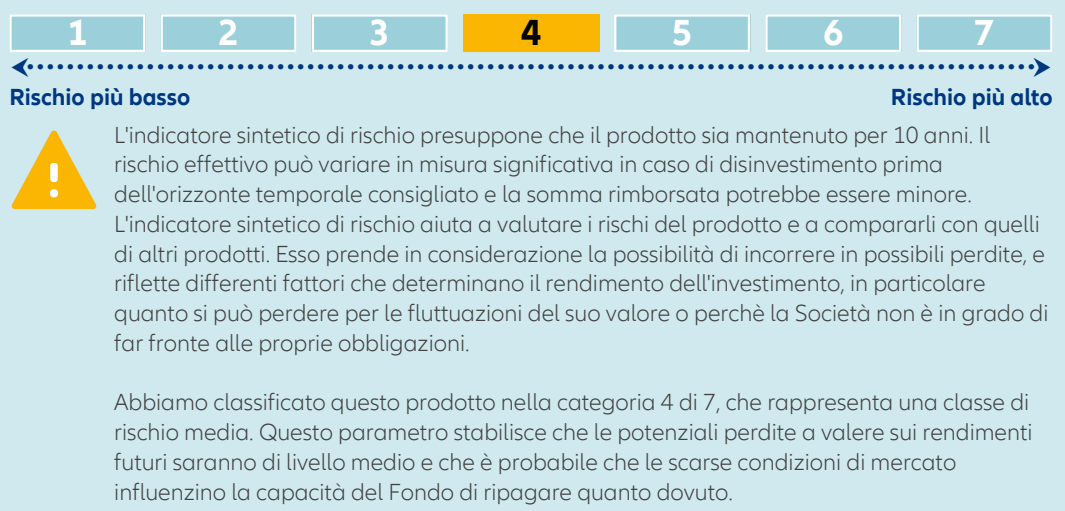 1 2 3 4 5 6 7
Rischio più basso Rischio più alto
L'indicatore sintetico di rischio presuppone che il prodotto sia mantenuto per 10 anni. Il
rischio effettivo può variare in misura significativa in caso di disinvestimento prima
dell'orizzonte temporale consigliato e la somma rimborsata potrebbe essere minore.
L'indicatore sintetico di rischio aiuta a valutare i rischi del prodotto e a compararli con quelli
di altri prodotti. Esso prende in considerazione la possibilità di incorrere in possibili perdite, e
riflette differenti fattori che determinano il rendimento dell'investimento, in particolare
quanto si può perdere per le fluttuazioni del suo valore o perchè la Società non è in grado di
far fronte alle proprie obbligazioni.
Abbiamo classificato questo prodotto nella categoria 4 di 7, che rappresenta una classe di
rischio media. Questo parametro stabilisce che le potenziali perdite a valere sui rendimenti
futuri saranno di livello medio e che è probabile che le scarse condizioni di mercato
influenzino la capacità del Fondo di ripagare quanto dovuto.